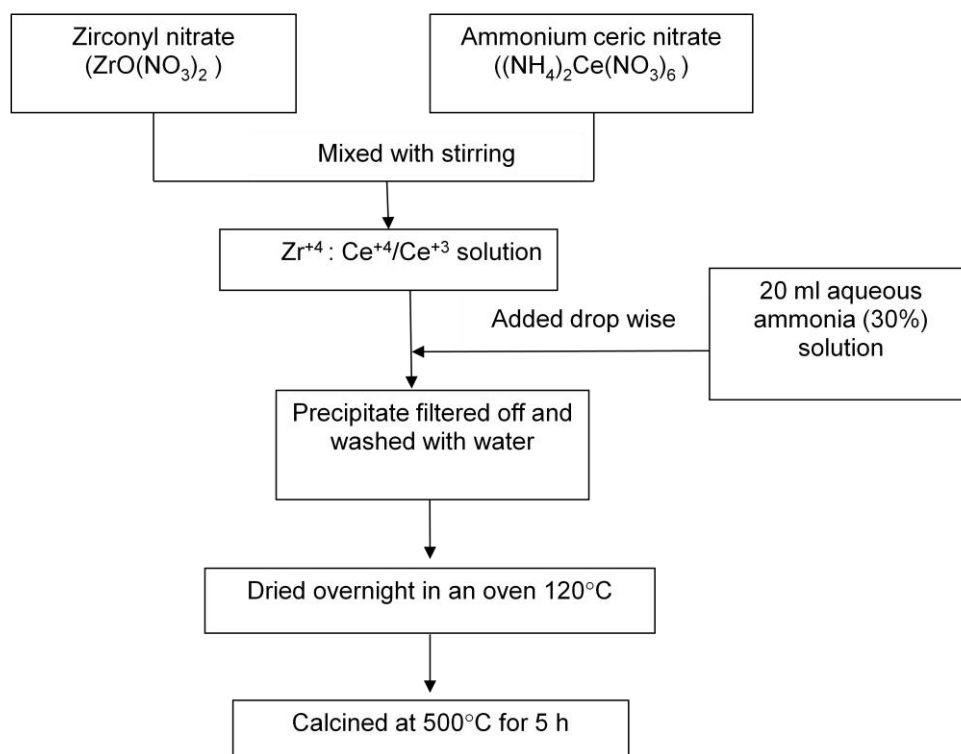 Zirconyl nitrate
(ZrO(NO₃)₂ )
Ammonium ceric nitrate
((NH₄)₂Ce(NO₃)₆ )
Mixed with stirring
Zr⁺⁴ : Ce⁺⁴/Ce⁺³ solution
Added drop wise
20 ml aqueous
ammonia (30%)
solution
Precipitate filtered off and
washed with water
Dried overnight in an oven 120°C
Calcined at 500°C for 5 h